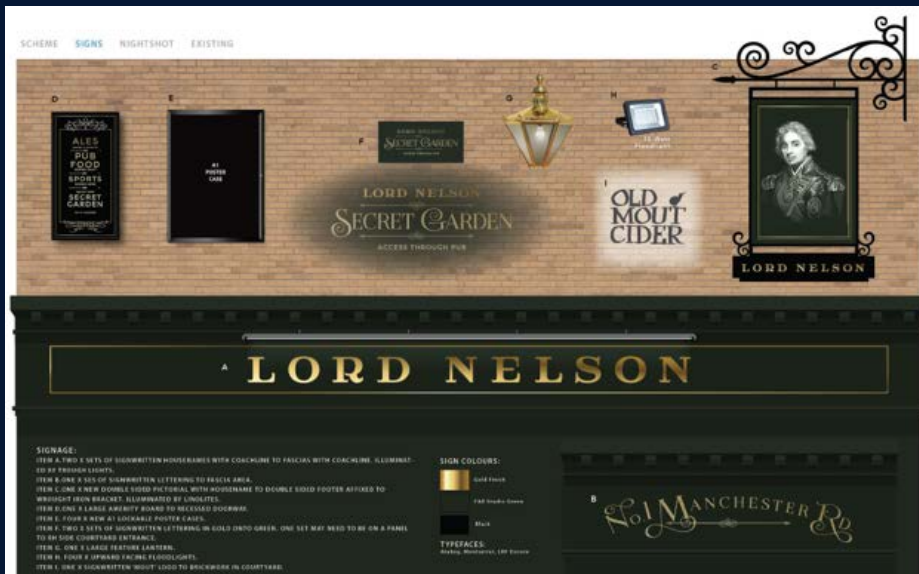 SCHEME SIGNS NIGHTSHOT EXISTING
D
E
F
G
H
C
ALES
PUB
FOOD
SPORTS
SECRET
GARDEN
A1
POSTER
CASE
SECRET GARDEN
LORD NELSON
SECRET GARDEN
ACCESS THROUGH PUB
I
OLD
MOUT
CIDER
LORD NELSON
A
LORD NELSON
SIGNAGE:
ITEM A.TWO X SETS OF SIGNWRITTEN HOUSENAMES WITH COACHLINE TO FASCIAS WITH COACHLINE. ILLUMINAT-
ED BY TROUGH LIGHTS.
ITEM B.ONE X SES OF SIGNWRITTEN LETTERING TO FASCIA AREA.
ITEM C.ONE X NEW DOUBLE SIDED PICTORIAL WITH HOUSENAME TO DOUBLE SIDED FOOTER AFFIXED TO
WROUGHT IRON BRACKET. ILLUMINATED BY LINOLITES.
ITEM D.ONE X LARGE AMENITY BOARD TO RECESSED DOORWAY.
ITEM E. FOUR X NEW A1 LOCKABLE POSTER CASES.
ITEM F. TWO X SETS OF SIGNWRITTEN LETTERING IN GOLD ONTO GREEN. ONE SET MAY NEED TO BE ON A PANEL
TO RH SIDE COURTYARD ENTRANCE.
ITEM G. ONE X LARGE FEATURE LANTERN.
ITEM H. FOUR X UPWARD FACING FLOODLIGHTS.
ITEM I. ONE X SIGNWRITTEN 'MOUT' LOGO TO BRICKWORK IN COURTYARD.
SIGN COLOURS:
Gold Finish
F&B Studio Green
Black
TYPEFACES:
B
No1 MANCHESTER RD